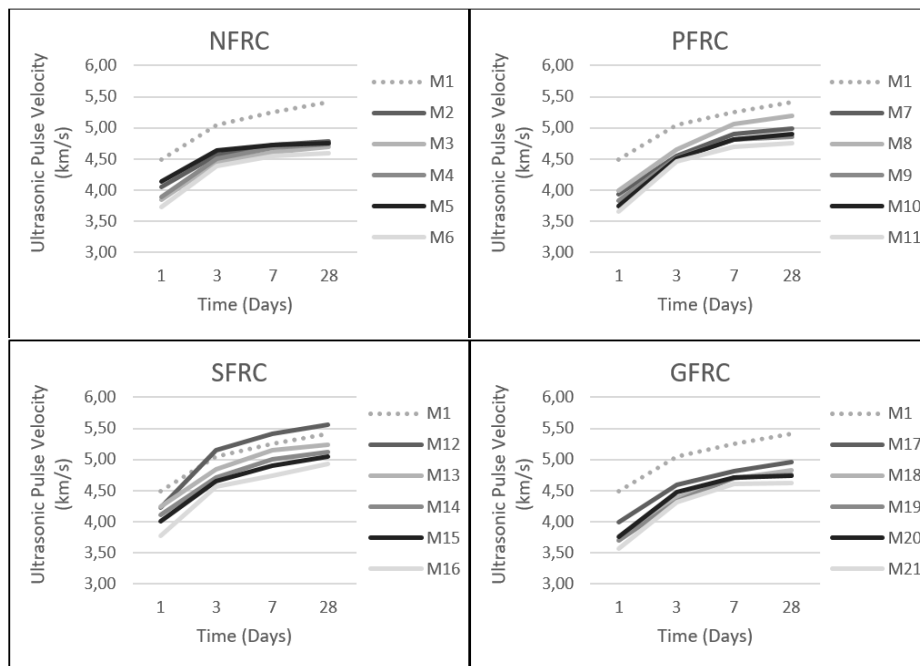 NFRC
Ultrasonic Pulse Velocity
(km/s)
6,00
5,50
5,00
4,50
4,00
3,50
3,00
1 3 7 28
Time (Days)
M1
M2
M3
M4
M5
M6
PFRC
Ultrasonic Pulse Velocity
(km/s)
6,00
5,50
5,00
4,50
4,00
3,50
3,00
1 3 7 28
Time (Days)
M1
M7
M8
M9
M10
M11
SFRC
Ultrasonic Pulse Velocity
(km/s)
6,00
5,50
5,00
4,50
4,00
3,50
3,00
1 3 7 28
Time (Days)
M1
M12
M13
M14
M15
M16
GFRC
Ultrasonic Pulse Velocity
(km/s)
6,00
5,50
5,00
4,50
4,00
3,50
3,00
1 3 7 28
Time (Days)
M1
M17
M18
M19
M20
M21